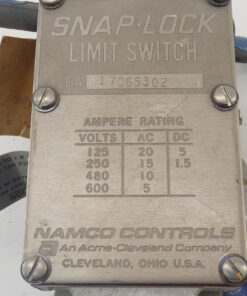 SNAP-LOCK
LIMIT SWITCH
EA 17065302
AMPERE RATING
VOLTS AC DC
125 20 5
250 15 1.5
480 10
600 5
NAMCO CONTROLS
An Acme-Cleveland Company
CLEVELAND, OHIO U.S.A.